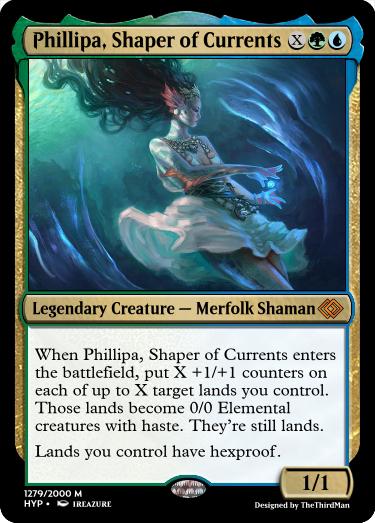 Phillipa, Shaper of Currents X
Legendary Creature — Merfolk Shaman
When Phillipa, Shaper of Currents enters
the battlefield, put X +1/+1 counters on
each of up to X target lands you control.
Those lands become 0/0 Elemental
creatures with haste. They're still lands.
Lands you control have hexproof.
1/1
1279/2000 M
HYP • IREAZURE
Designed by TheThirdMan